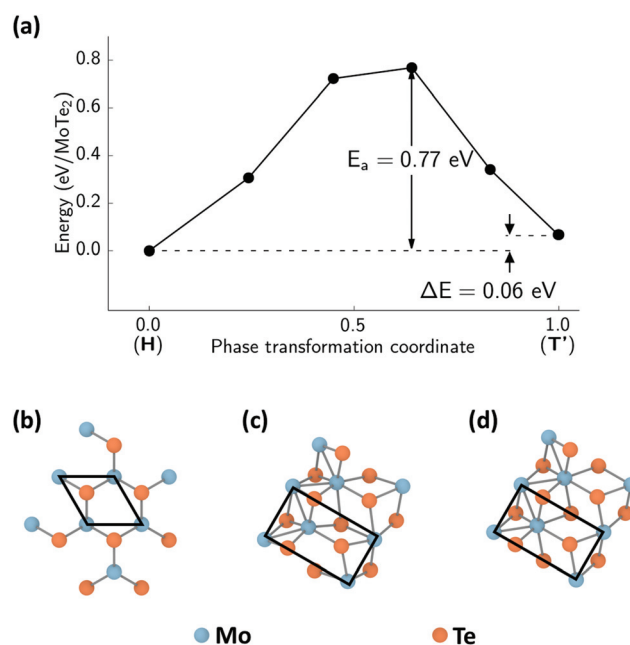 (a)
Energy (eV/MoTe₂)
0.8
0.6
0.4
0.2
0.0
Eₐ = 0.77 eV
ΔE = 0.06 eV
0.0
0.5
1.0
(H)
Phase transformation coordinate
(T')
(b)
(c)
(d)
Mo
Te